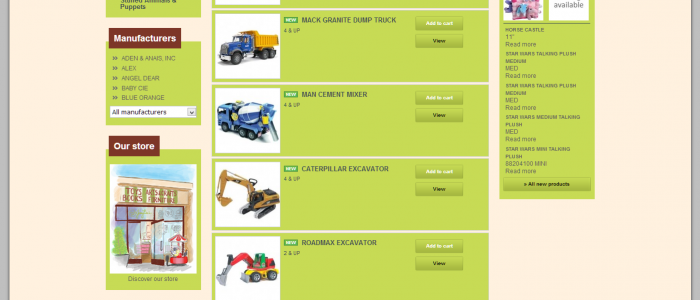 Stuffed Animals &
Puppets
Manufacturers
ADEN & ANAIS, INC
ALEX
ANGEL DEAR
BABY CIE
BLUE ORANGE
All manufacturers
Our store
TOYS ART CRAFTS
BOOKS FURNITURE
Discover our store
NEW MACK GRANITE DUMP TRUCK
4 & UP
Add to cart
View
NEW MAN CEMENT MIXER
4 & UP
Add to cart
View
NEW CATERPILLAR EXCAVATOR
4 & UP
Add to cart
View
NEW ROADMAX EXCAVATOR
2 & UP
Add to cart
View
available
HORSE CASTLE
11"
Read more
STAR WARS TALKING PLUSH
MEDIUM
MED
Read more
STAR WARS TALKING PLUSH
MEDIUM
MED
Read more
STAR WARS MEDIUM TALKING
PLUSH
MED
Read more
STAR WARS MINI TALKING
PLUSH
88204100 MINI
Read more
» All new products